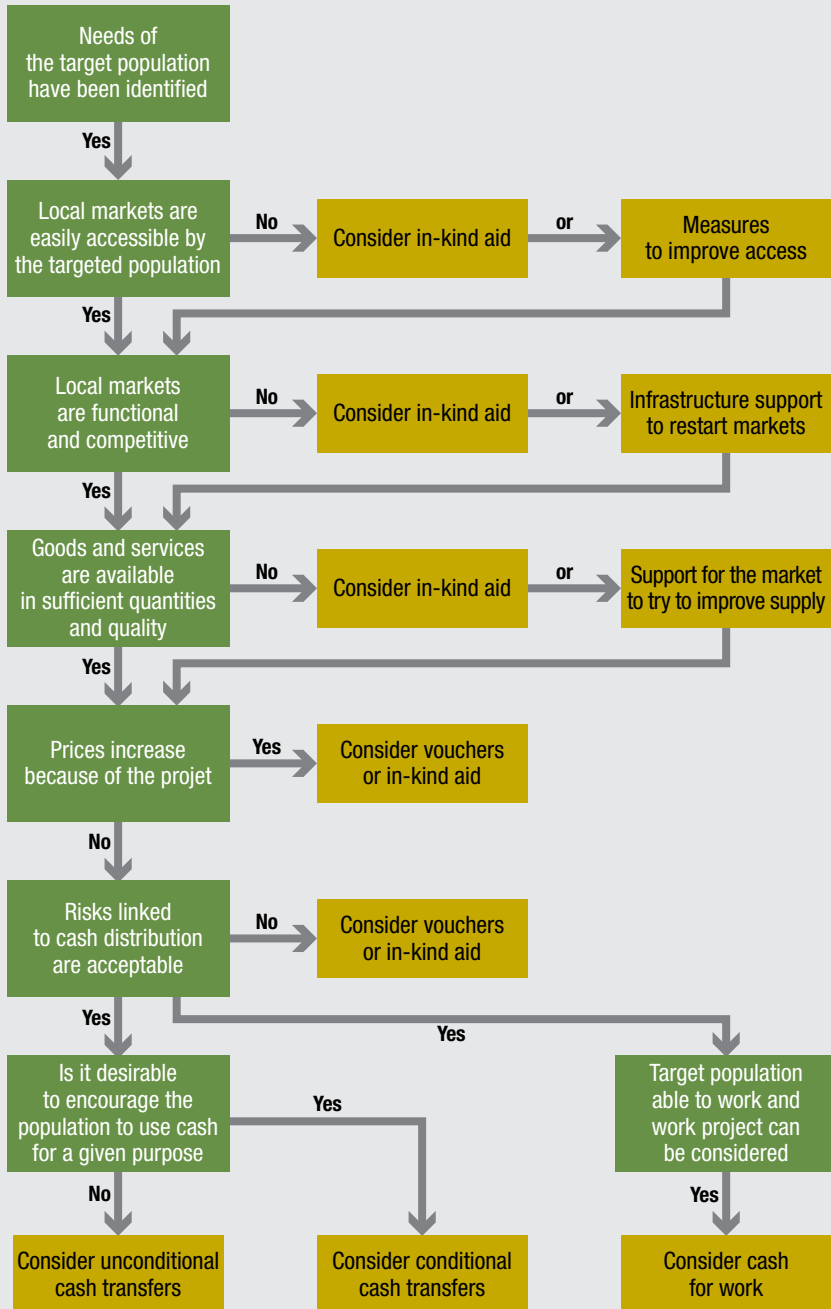 Needs of
the target population
have been identified
Yes
Local markets are
easily accessible by
the targeted population
No
Consider in-kind aid
or
Measures
to improve access
Yes
Local markets
are functional
and competitive
No
Consider in-kind aid
or
Infrastructure support
to restart markets
Yes
Goods and services
are available
in sufficient quantities
and quality
No
Consider in-kind aid
or
Support for the market
to try to improve supply
Yes
Prices increase
because of the projet
Yes
Consider vouchers
or in-kind aid
No
Risks linked
to cash distribution
are acceptable
No
Consider vouchers
or in-kind aid
Yes
Yes
Is it desirable
to encourage the
population to use cash
for a given purpose
Yes
Target population
able to work and
work project can
be considered
No
Yes
Consider unconditional
cash transfers
Consider conditional
cash transfers
Consider cash
for work